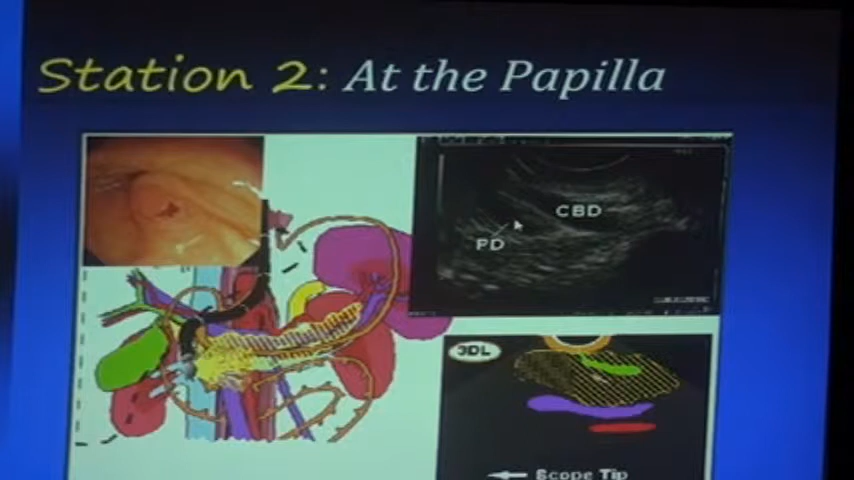 Station 2: At the Papilla
CBD
PD
JDL
Scope Tip